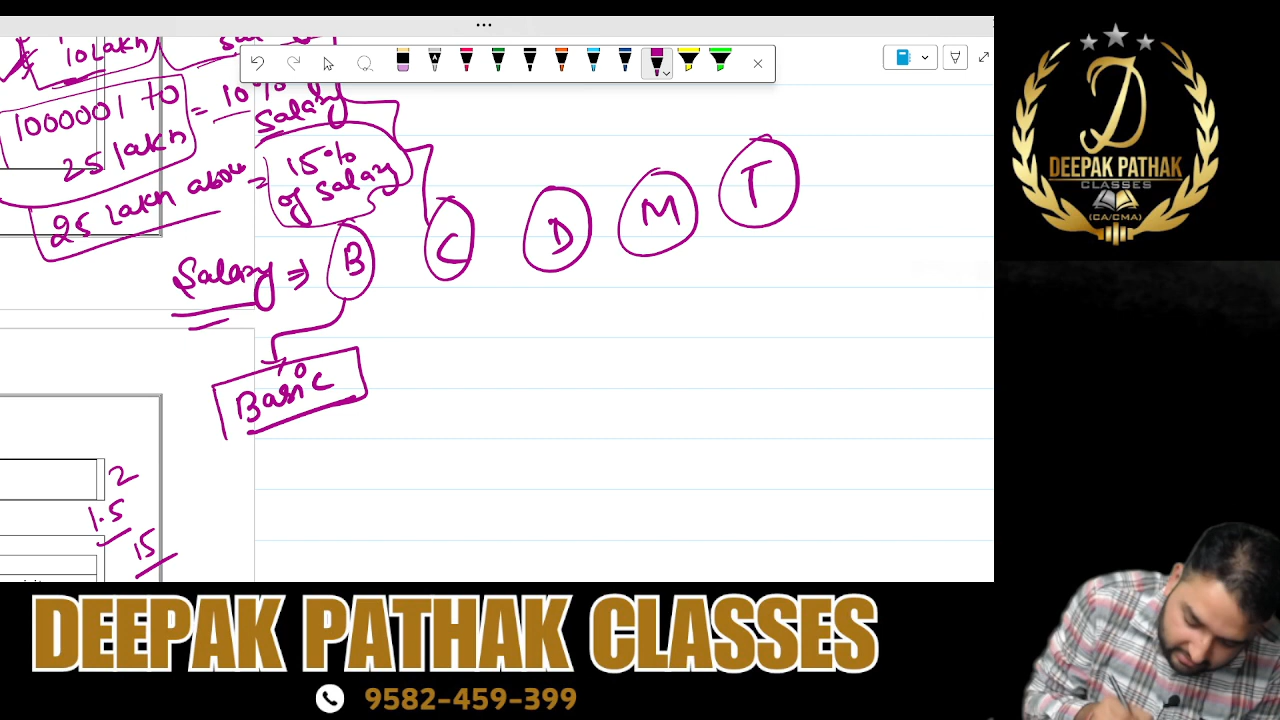 10 lakh
1000001 to
25 lakh
= 10%
Salary
25 lakh above =
15%
of Salary
Salary ⇒ B C D M T
Basic
2
1.5
15
D
DEEPAK PATHAK
CLASSES
(CA/CMA)
DEEPAK PATHAK CLASSES
9582-459-399